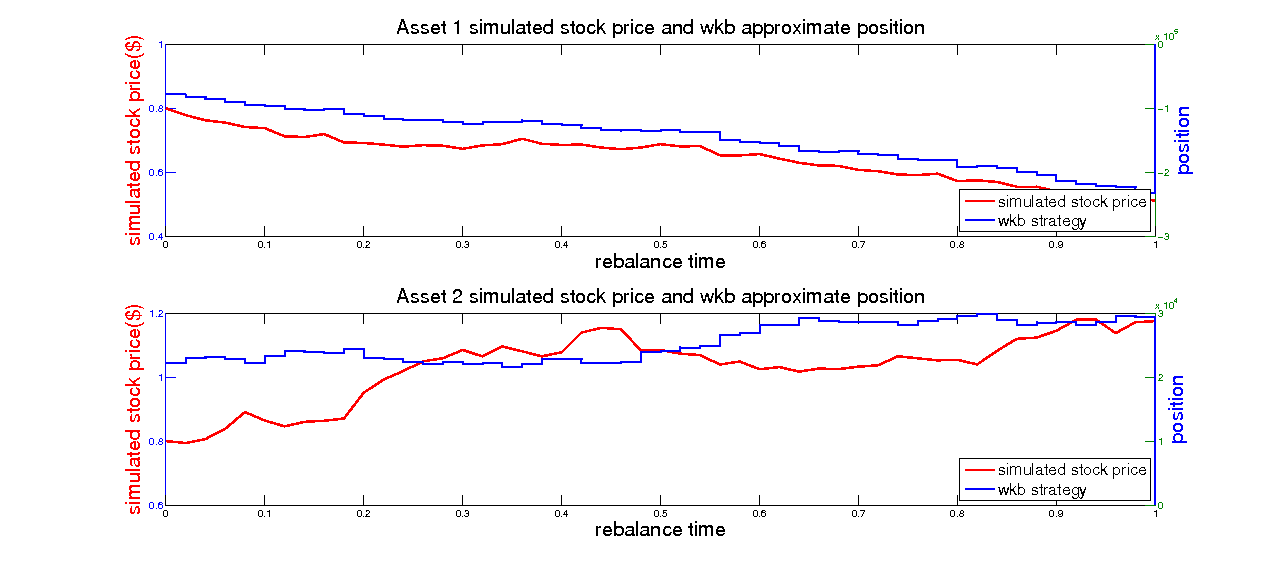 Asset 1 simulated stock price and wkb approximate position
simulated stock price($)
1
0.8
0.6
0.4
x 10^5
0
-1
-2
-3
position
simulated stock price
wkb strategy
0 0.1 0.2 0.3 0.4 0.5 0.6 0.7 0.8 0.9 1
rebalance time
Asset 2 simulated stock price and wkb approximate position
simulated stock price($)
1.2
1
0.8
0.6
x 10^4
3
2
1
0
position
simulated stock price
wkb strategy
0 0.1 0.2 0.3 0.4 0.5 0.6 0.7 0.8 0.9 1
rebalance time